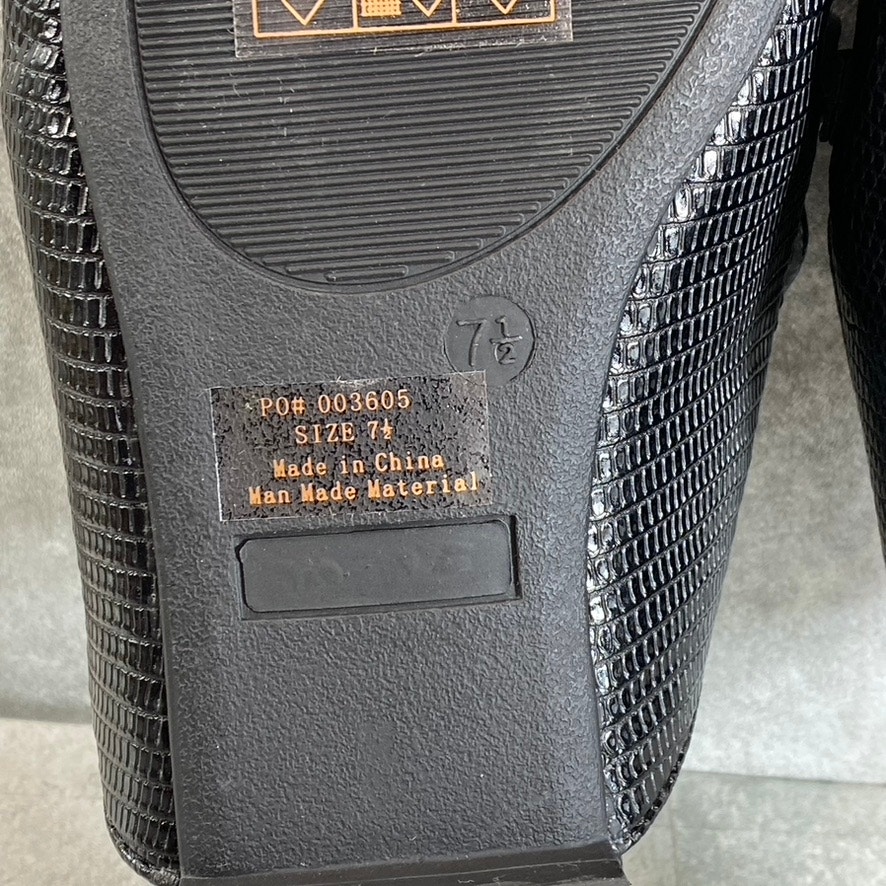 7½
PO# 003605
SIZE 7½
Made in China
Man Made Material